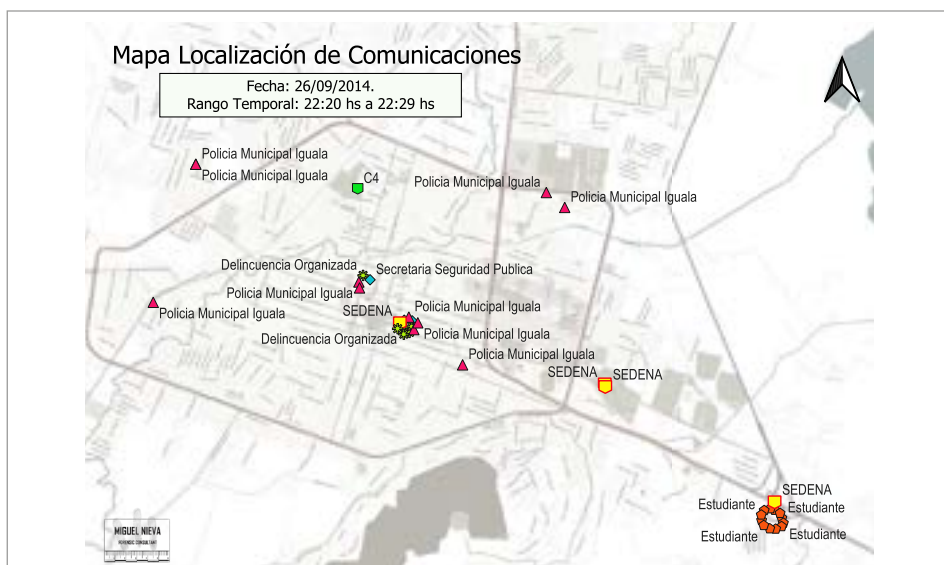 Mapa Localización de Comunicaciones
Fecha: 26/09/2014.
Rango Temporal: 22:20 hs a 22:29 hs
Policia Municipal Iguala
Policia Municipal Iguala
C4
Policia Municipal Iguala
Policia Municipal Iguala
Delincuencia Organizada
Secretaria Seguridad Publica
Policia Municipal Iguala
Policia Municipal Iguala
SEDENA
Policia Municipal Iguala
Delincuencia Organizada
Policia Municipal Iguala
Policia Municipal Iguala
SEDENA
SEDENA
SEDENA
Estudiante
Estudiante
Estudiante
Estudiante
MIGUEL NIEVA
FORENSIC CONSULTANT